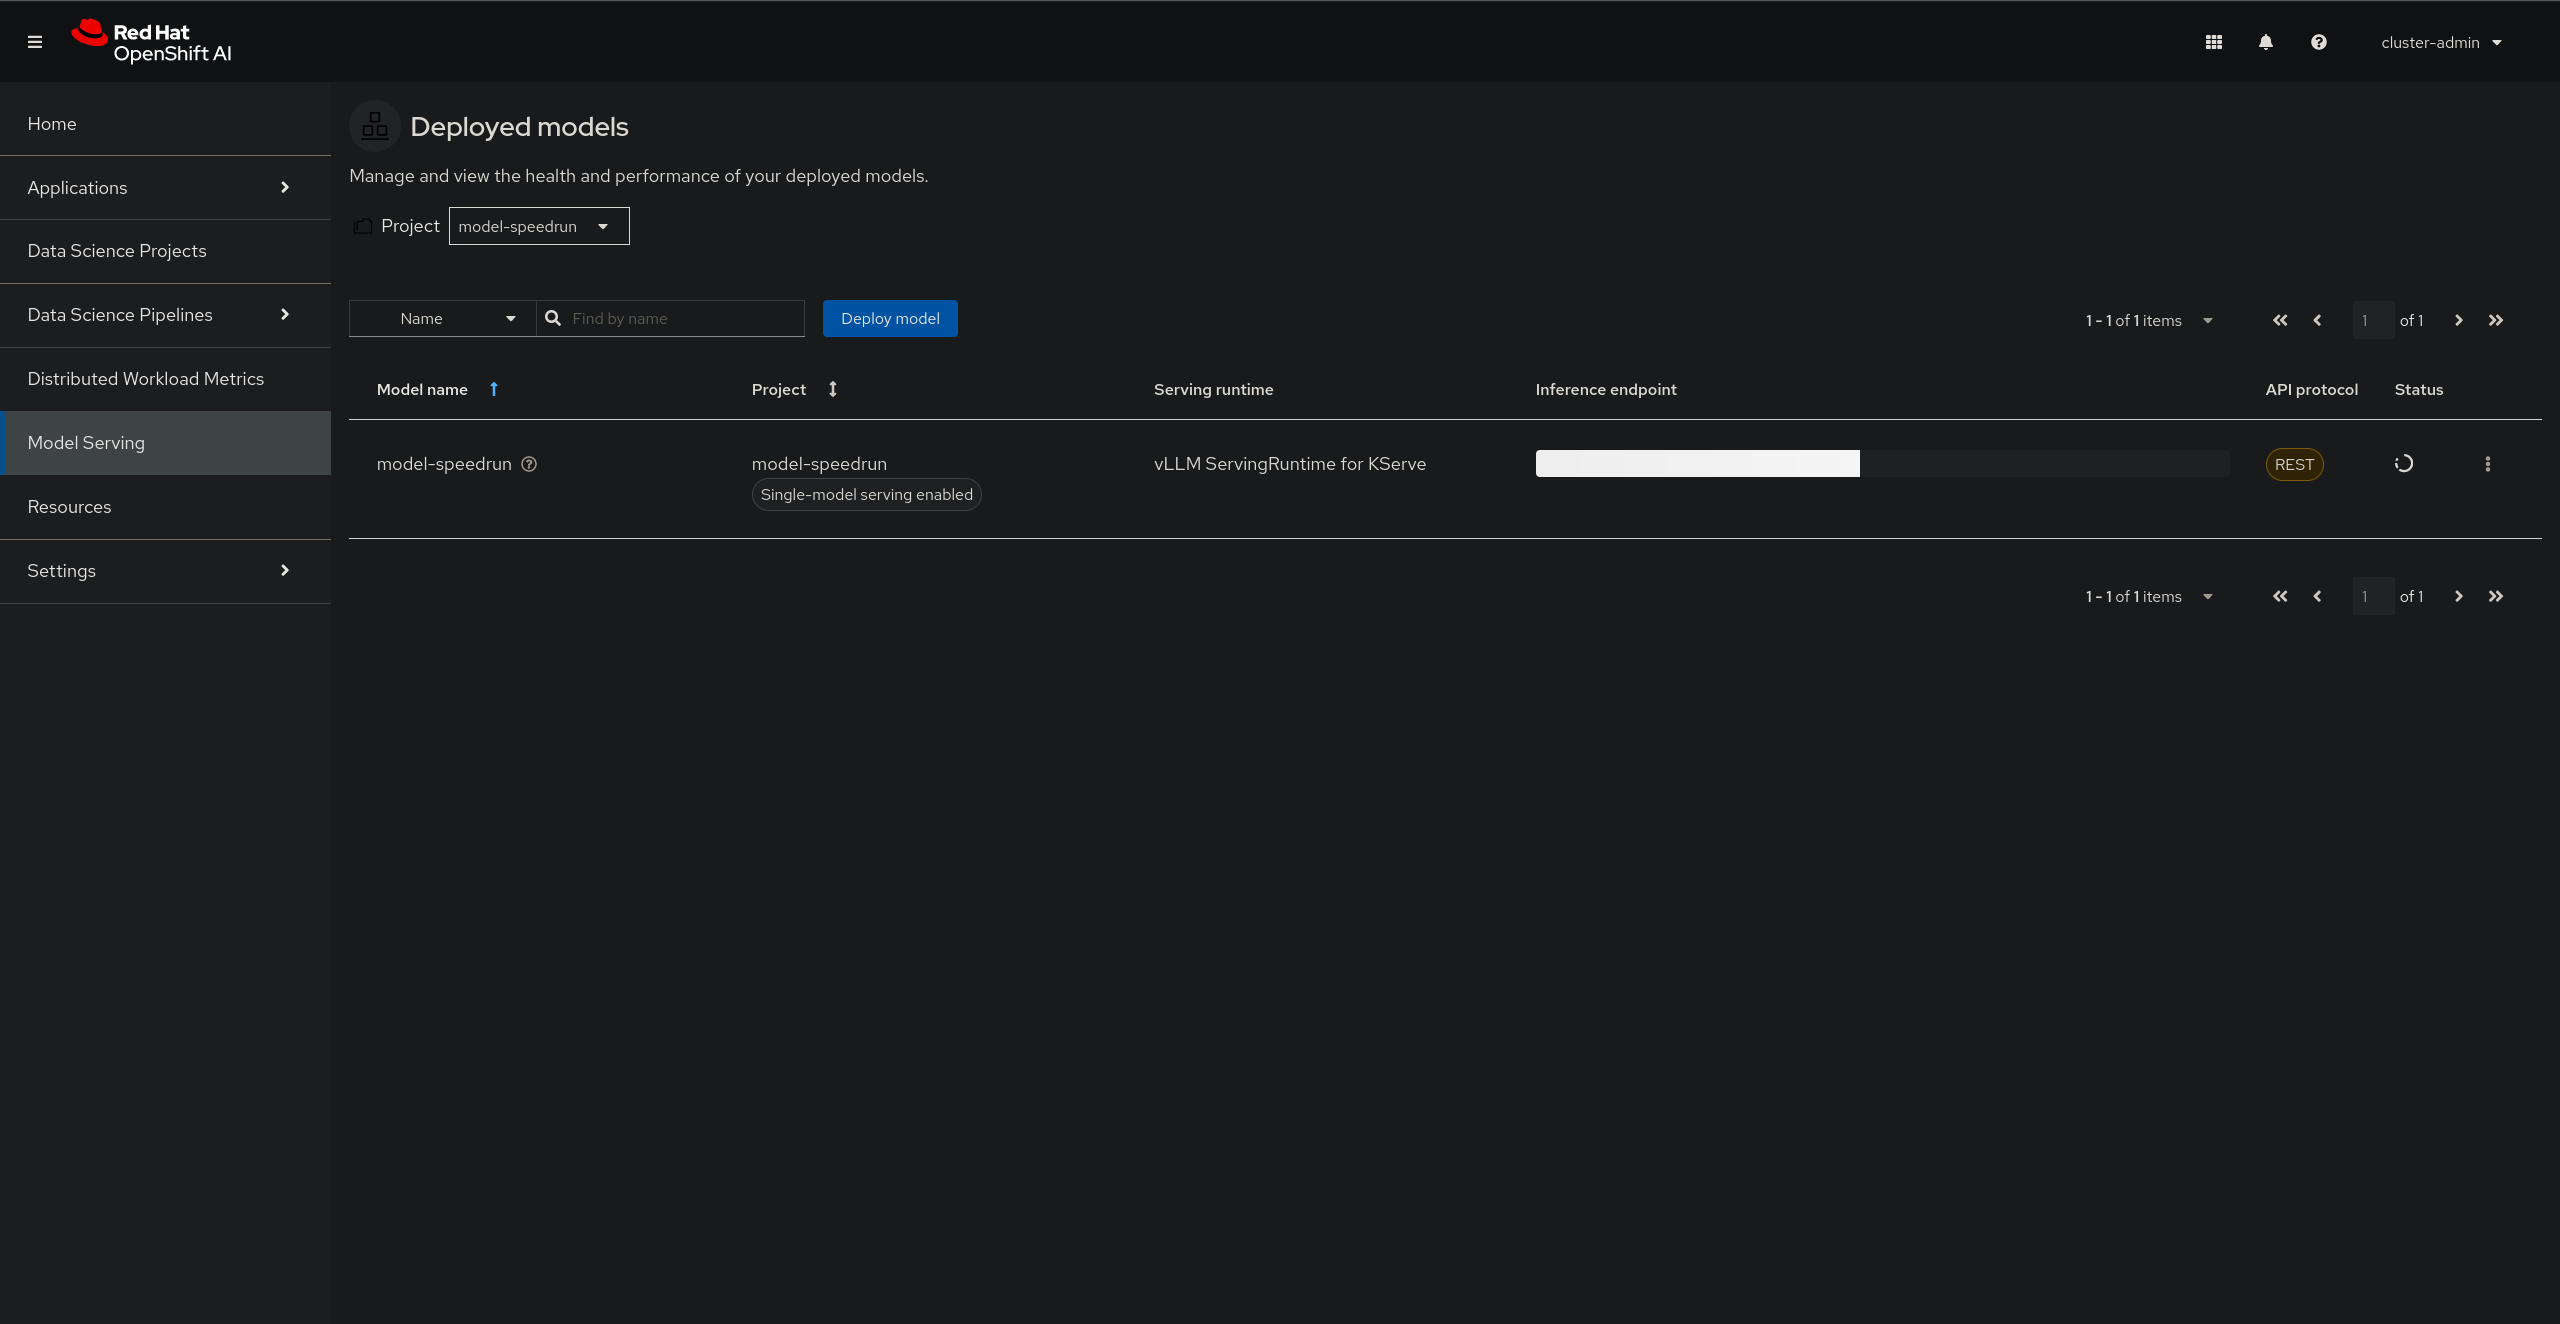 Red Hat
OpenShift AI
cluster-admin
Home
Applications
Data Science Projects
Data Science Pipelines
Distributed Workload Metrics
Model Serving
Resources
Settings
Deployed models
Manage and view the health and performance of your deployed models.
Project model-speedrun
Name Find by name Deploy model 1 - 1 of 1 items 1 of 1
Model name Project Serving runtime Inference endpoint API protocol Status
model-speedrun model-speedrun vLLM ServingRuntime for KServe REST
Single-model serving enabled
1 - 1 of 1 items 1 of 1